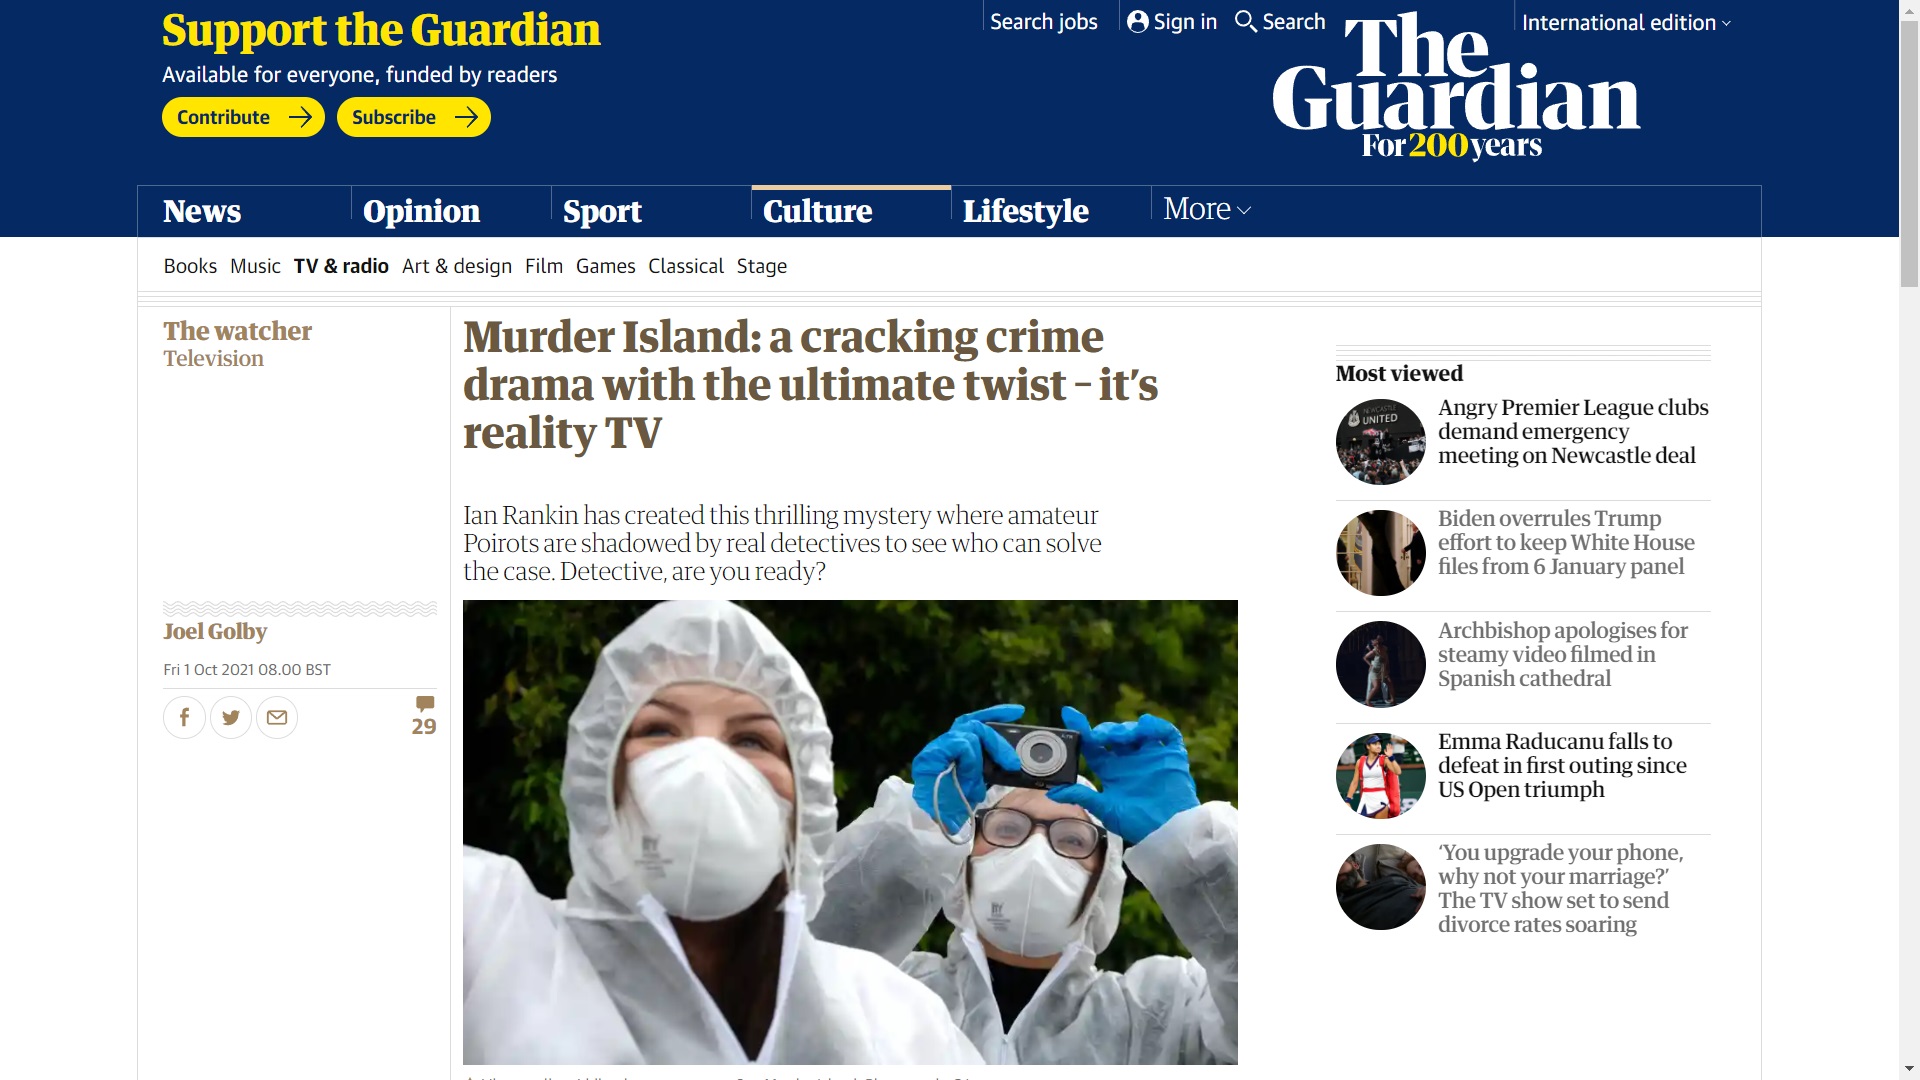 Support the Guardian
Available for everyone, funded by readers
Contribute
Subscribe
Search jobs
Sign in
Search
International edition
The
Guardian
For 200 years
News
Opinion
Sport
Culture
Lifestyle
More
Books Music TV & radio Art & design Film Games Classical Stage
The watcher
Television
Murder Island: a cracking crime
drama with the ultimate twist – it’s
reality TV
Ian Rankin has created this thrilling mystery where amateur
Poirots are shadowed by real detectives to see who can solve
the case. Detective, are you ready?
Joel Golby
Fri 1 Oct 2021 08.00 BST
29
Most viewed
NEWCASTLE
UNITED
Angry Premier League clubs
demand emergency
meeting on Newcastle deal
Biden overrules Trump
effort to keep White House
files from 6 January panel
Archbishop apologises for
steamy video filmed in
Spanish cathedral
Emma Raducanu falls to
defeat in first outing since
US Open triumph
‘You upgrade your phone,
why not your marriage?’
The TV show set to send
divorce rates soaring